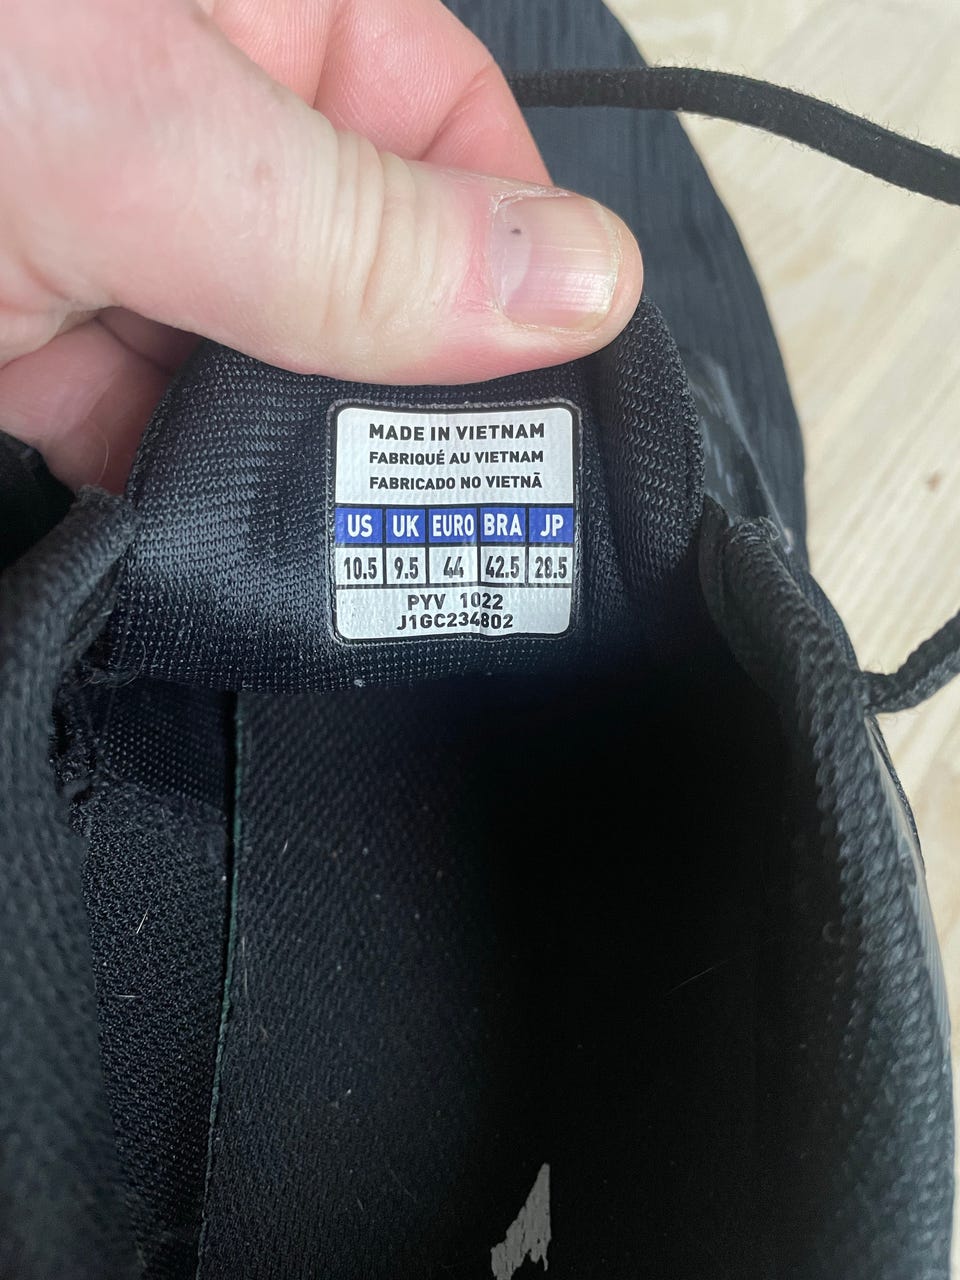 MADE IN VIETNAM
FABRIQUÉ AU VIETNAM
FABRICADO NO VIETNÃ
US UK EURO BRA JP
10.5 9.5 44 42.5 28.5
PYV 1022
J1GC234802